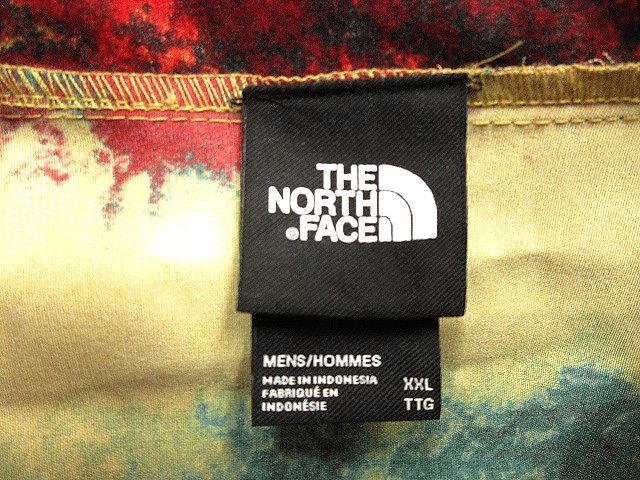 THE
NORTH
®FACE
MENS/HOMMES
MADE IN INDONESIA
FABRIQUÉ EN
INDONÉSIE
XXL
TTG